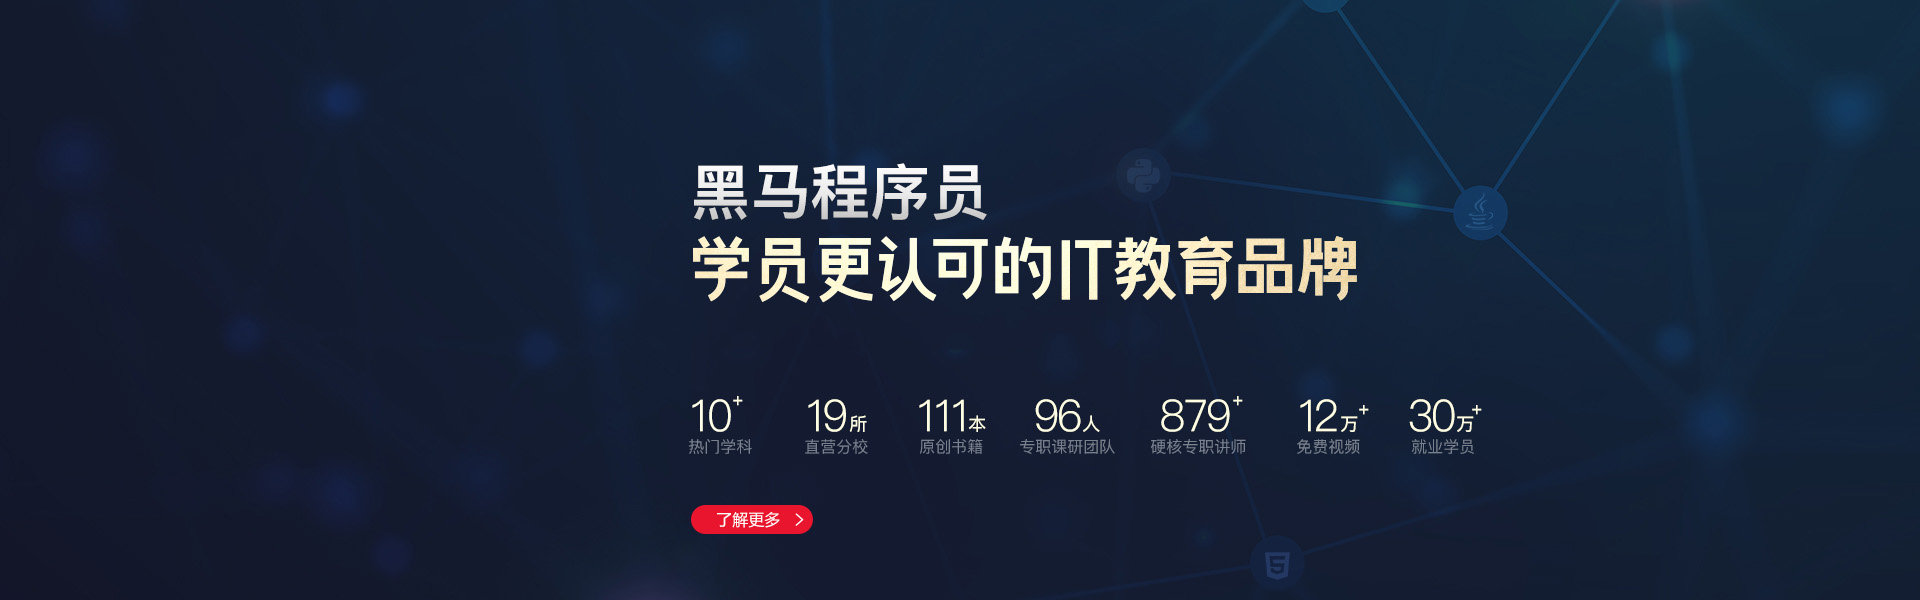 黑马程序员
学员更认可的IT教育品牌
10+ 19所 111本 96人 879+ 12万+ 30万+
热门学科 直营分校 原创书籍 专职课研团队 硬核专职讲师 免费视频 就业学员
了解更多 >
5